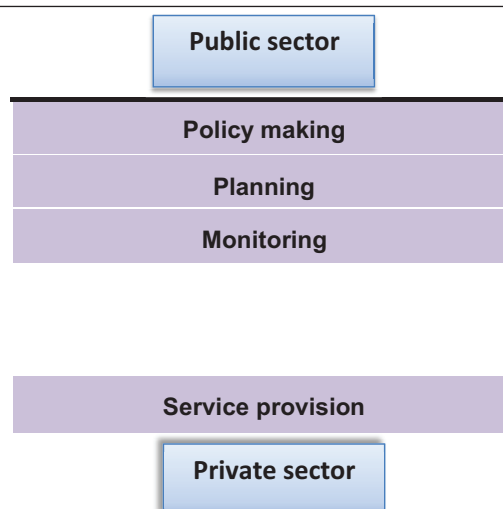 Public sector
Policy making
Planning
Monitoring
Service provision
Private sector